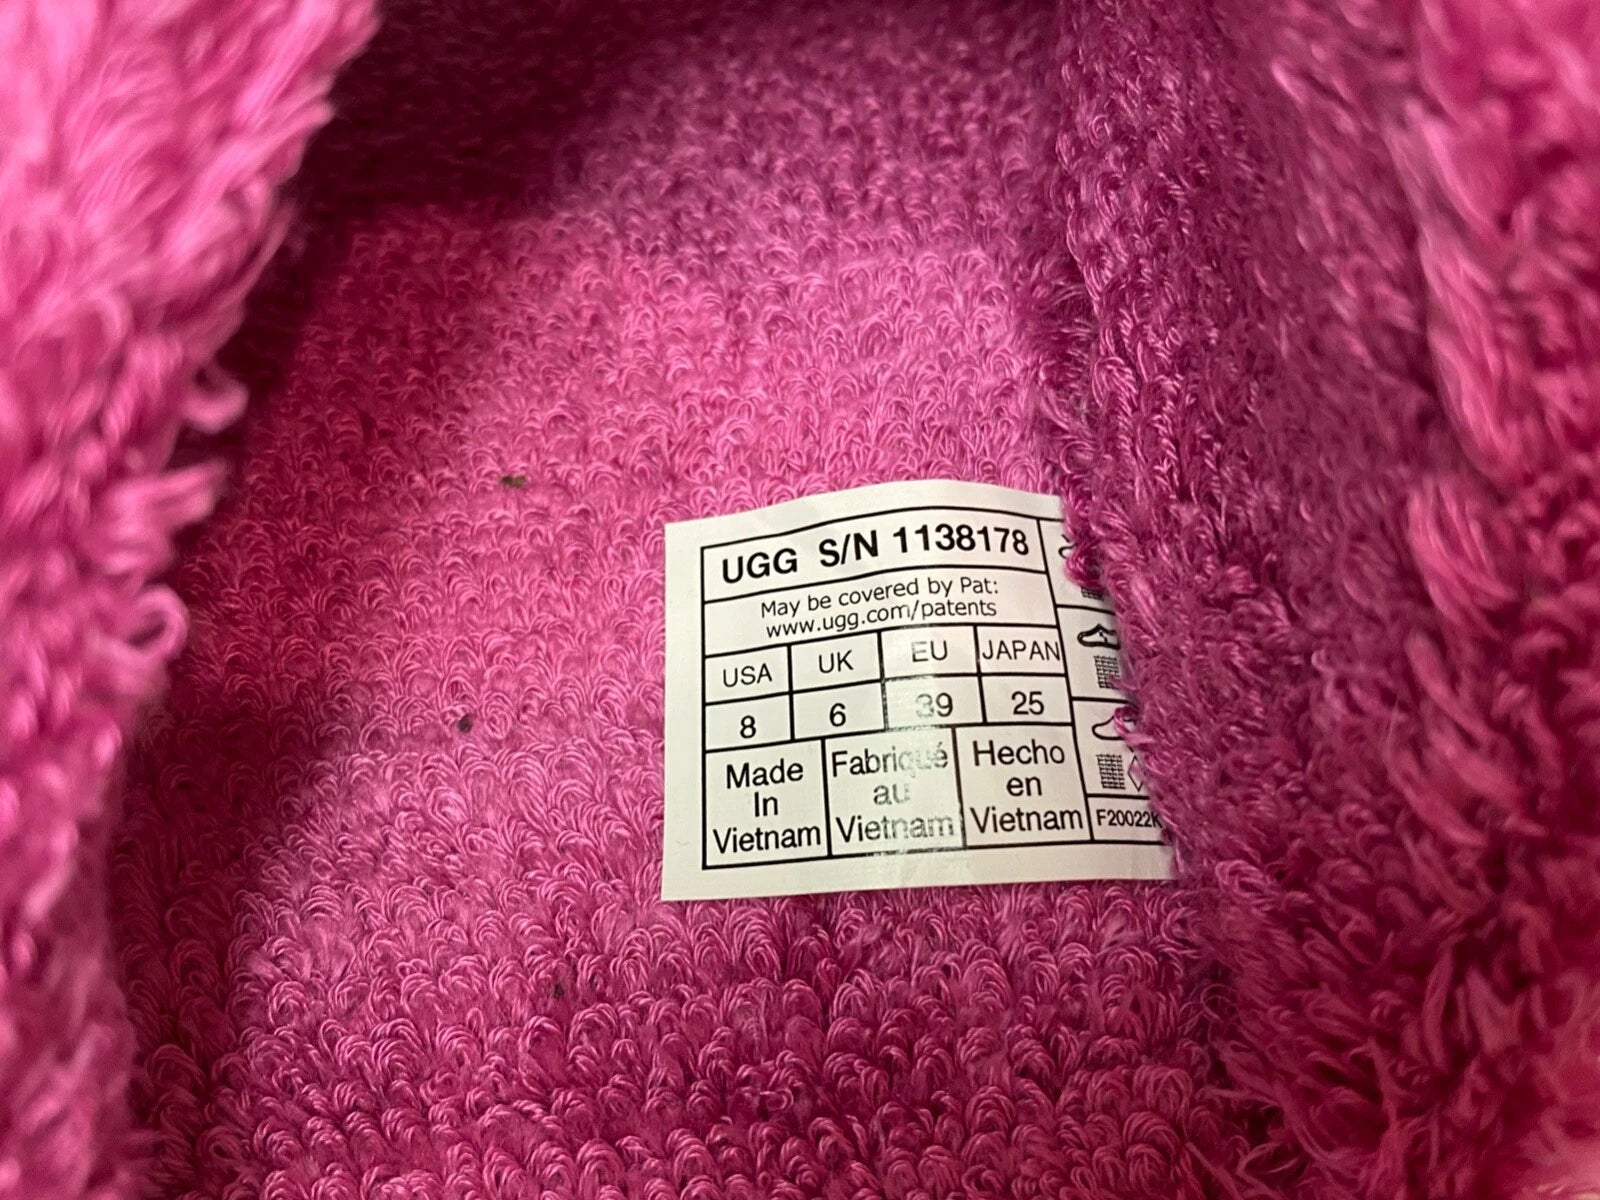 UGG S/N 1138178
May be covered by Pat:
www.ugg.com/patents
USA UK EU JAPAN
8 6 39 25
Made
In
Vietnam
Fabriqué
au
Vietnam
Hecho
en
Vietnam
F20022K